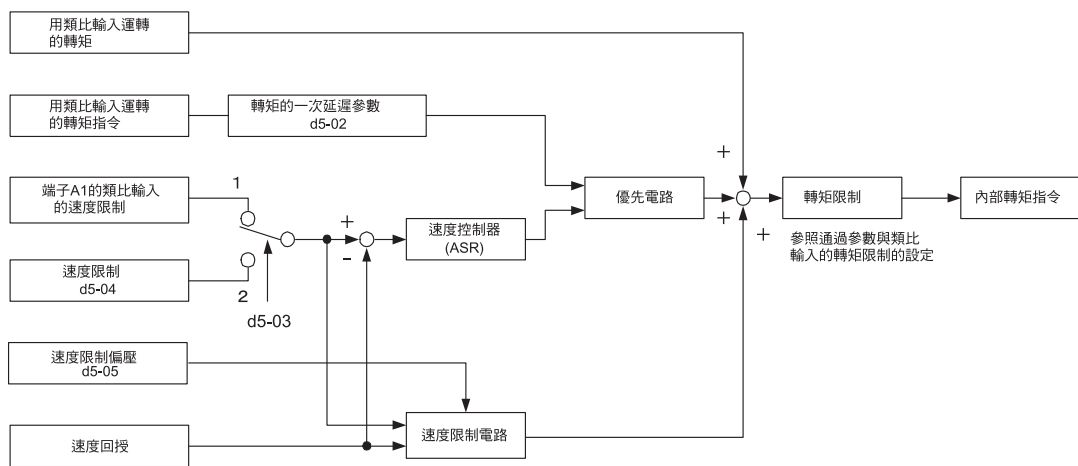 用類比輸入運轉
的轉矩
用類比輸入運轉
的轉矩指令
轉矩的一次延遲參數
d5-02
端子A1的類比輸入
的速度限制
1
速度限制
d5-04
2
d5-03
+
-
速度控制器
(ASR)
優先電路
+
+
+
轉矩限制
內部轉矩指令
參照通過參數與類比
輸入的轉矩限制的設定
速度限制偏壓
d5-05
速度回授
速度限制電路